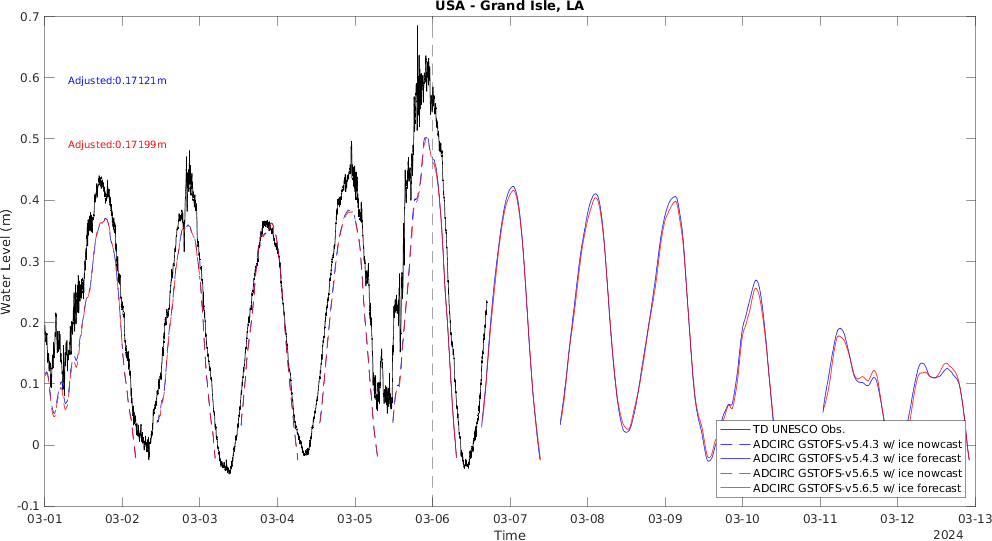 USA - Grand Isle, LA
0.7
0.6
0.5
0.4
0.3
0.2
0.1
0
-0.1
Water Level (m)
Adjusted:0.17121m
Adjusted:0.17199m
TD UNESCO Obs.
ADCIRC GSTOFS-v5.4.3 w/ ice nowcast
ADCIRC GSTOFS-v5.4.3 w/ ice forecast
ADCIRC GSTOFS-v5.6.5 w/ ice nowcast
ADCIRC GSTOFS-v5.6.5 w/ ice forecast
03-01 03-02 03-03 03-04 03-05 03-06 03-07 03-08 03-09 03-10 03-11 03-12 03-13
Time
2024